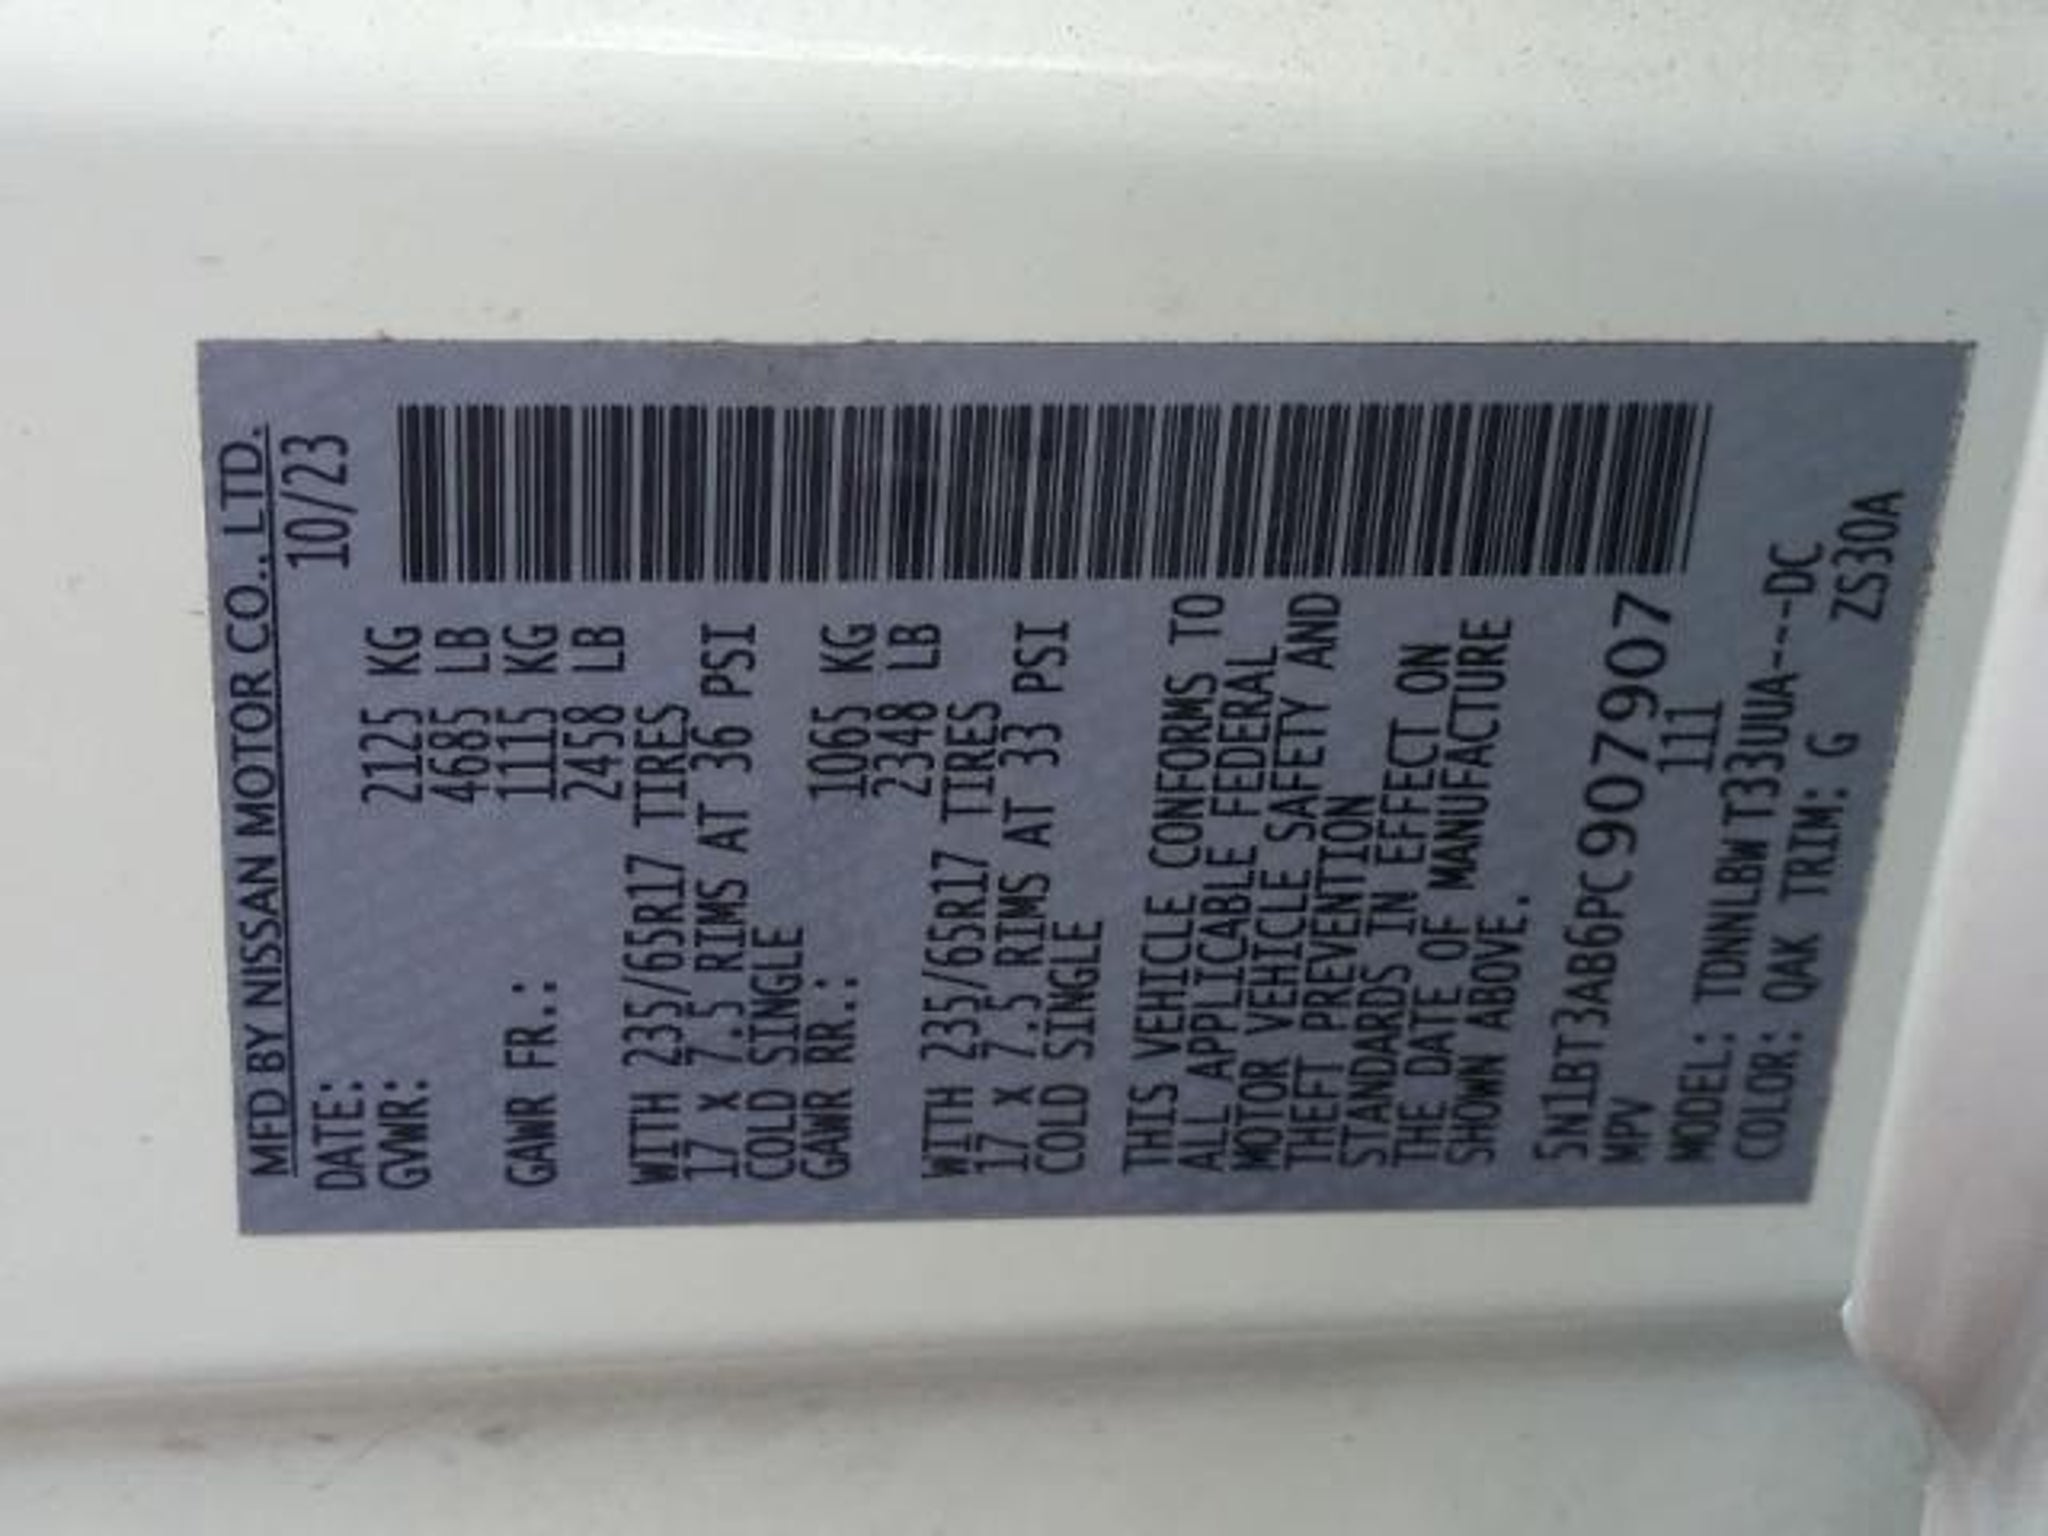 MFD BY NISSAN MOTOR CO., LTD.
DATE: 10/23
GVWR: 2125 KG
4685 LB
GAWR FR.: 1115 KG
2458 LB
WITH 235/65R17 TIRES
17 X 7.5 RIMS AT 36 PSI
COLD SINGLE
GAWR RR.: 1065 KG
2348 LB
WITH 235/65R17 TIRES
17 X 7.5 RIMS AT 33 PSI
COLD SINGLE
THIS VEHICLE CONFORMS TO
ALL APPLICABLE FEDERAL
MOTOR VEHICLE SAFETY AND
THEFT PREVENTION
STANDARDS IN EFFECT ON
THE DATE OF MANUFACTURE
SHOWN ABOVE.
5N1BT3AB6PC907907
MPV 111
MODEL: TDNNLBW T33UUA---DC
COLOR: QAK TRIM: G ZS30A